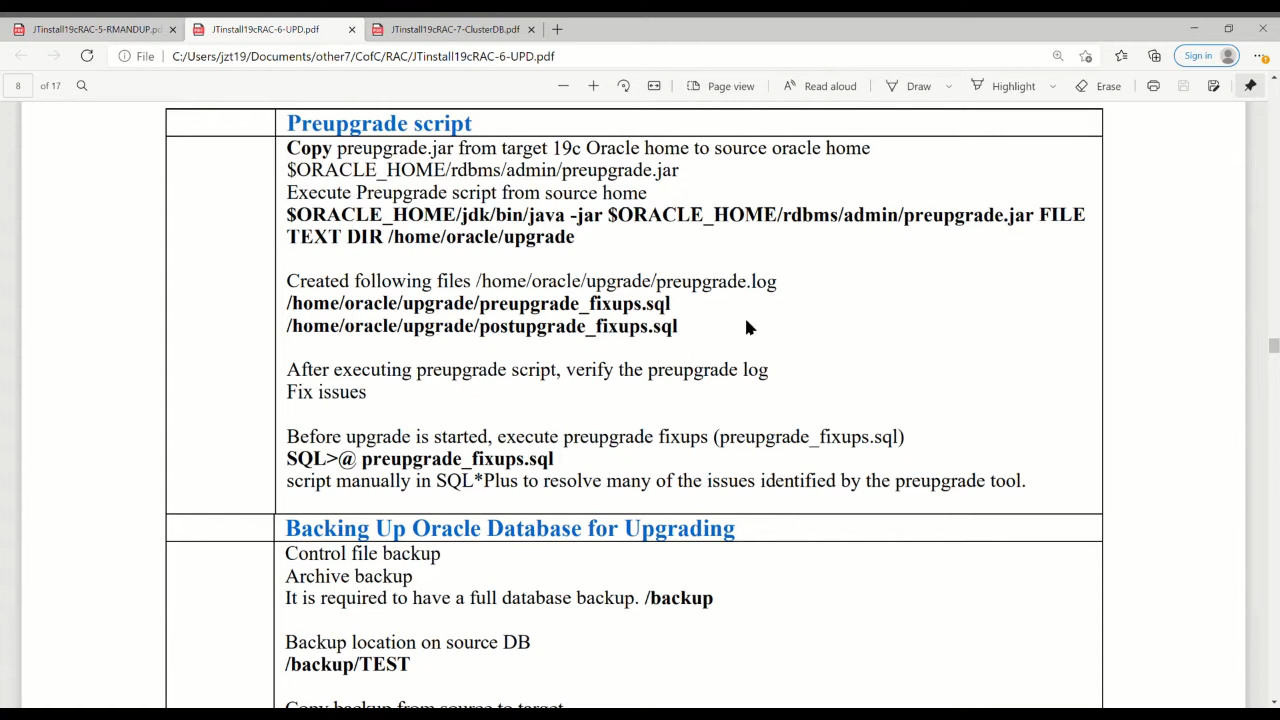 JTinstall19cRAC-5-RMANDUP.pd
JTinstall19cRAC-6-UPD.pdf
JTinstall19cRAC-7-ClusterDB.pdf
File
C:/Users/jzt19/Documents/other7/CofC/RAC/JTinstall19cRAC-6-UPD.pdf
Sign in
8 of 17
Page view
Read aloud
Draw
Highlight
Erase
Preupgrade script
Copy preupgrade.jar from target 19c Oracle home to source oracle home
$ORACLE_HOME/rdbms/admin/preupgrade.jar
Execute Preupgrade script from source home
$ORACLE_HOME/jdk/bin/java -jar $ORACLE_HOME/rdbms/admin/preupgrade.jar FILE
TEXT DIR /home/oracle/upgrade
Created following files /home/oracle/upgrade/preupgrade.log
/home/oracle/upgrade/preupgrade_fixups.sql
/home/oracle/upgrade/postupgrade_fixups.sql
After executing preupgrade script, verify the preupgrade log
Fix issues
Before upgrade is started, execute preupgrade fixups (preupgrade_fixups.sql)
SQL>@ preupgrade_fixups.sql
script manually in SQL*Plus to resolve many of the issues identified by the preupgrade tool.
Backing Up Oracle Database for Upgrading
Control file backup
Archive backup
It is required to have a full database backup. /backup
Backup location on source DB
/backup/TEST
Copy backup from source to target